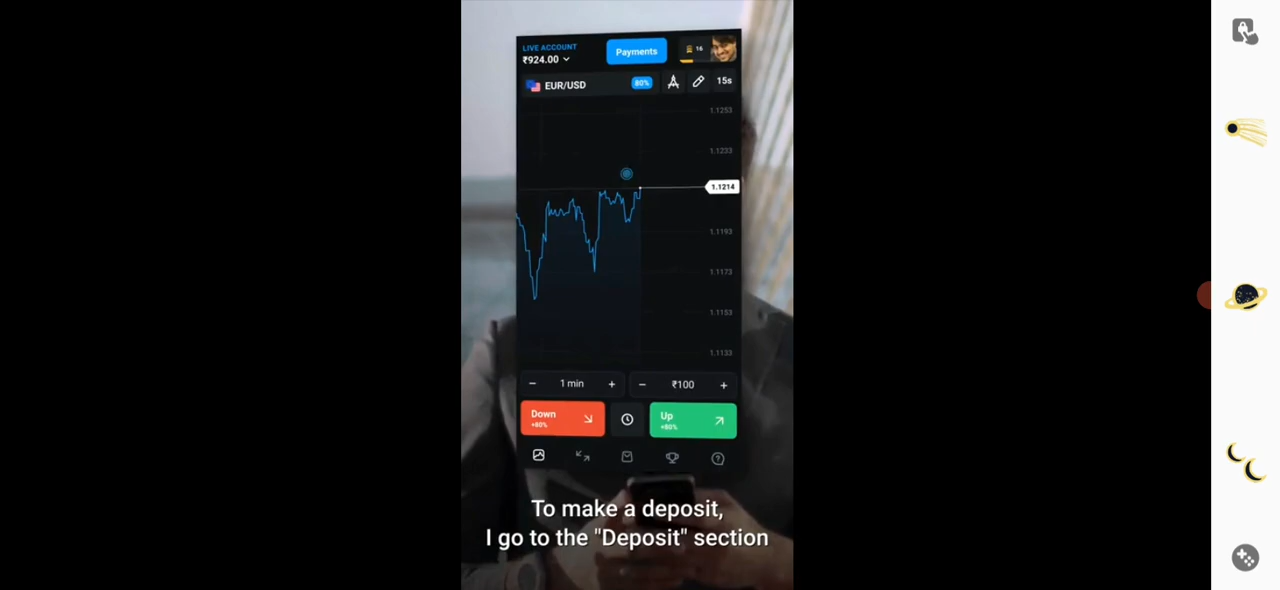 LIVE ACCOUNT
₹924.00
Payments
16
EUR/USD
80%
15s
1.1253
1.1233
1.1214
1.1193
1.1173
1.1153
1.1133
− 1 min +
− ₹100 +
Down
+80%
Up
+80%
To make a deposit,
I go to the "Deposit" section